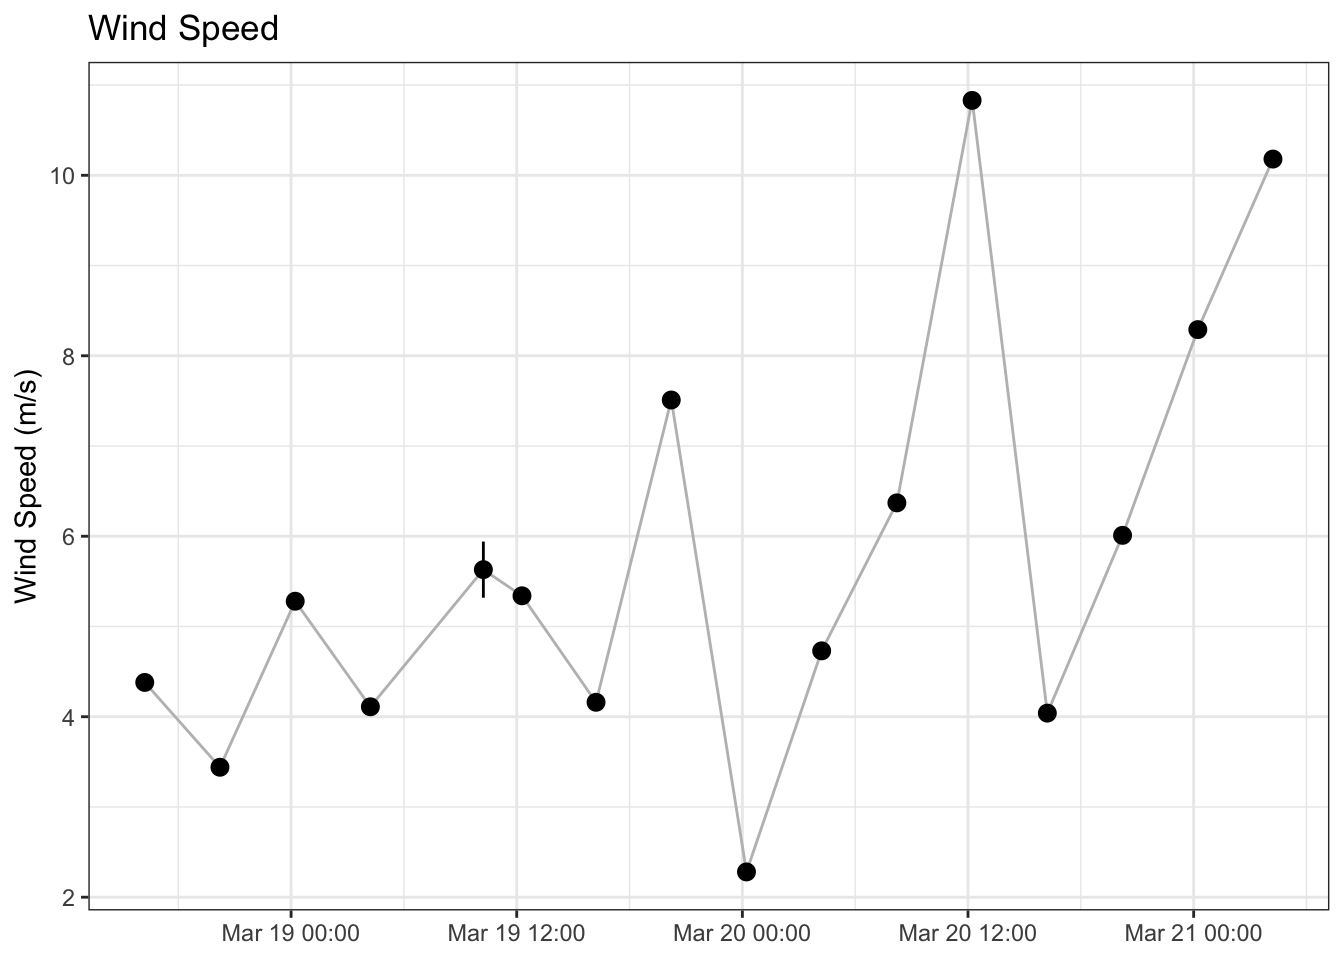 Wind Speed
Wind Speed (m/s)
10
8
6
4
2
Mar 19 00:00
Mar 19 12:00
Mar 20 00:00
Mar 20 12:00
Mar 21 00:00